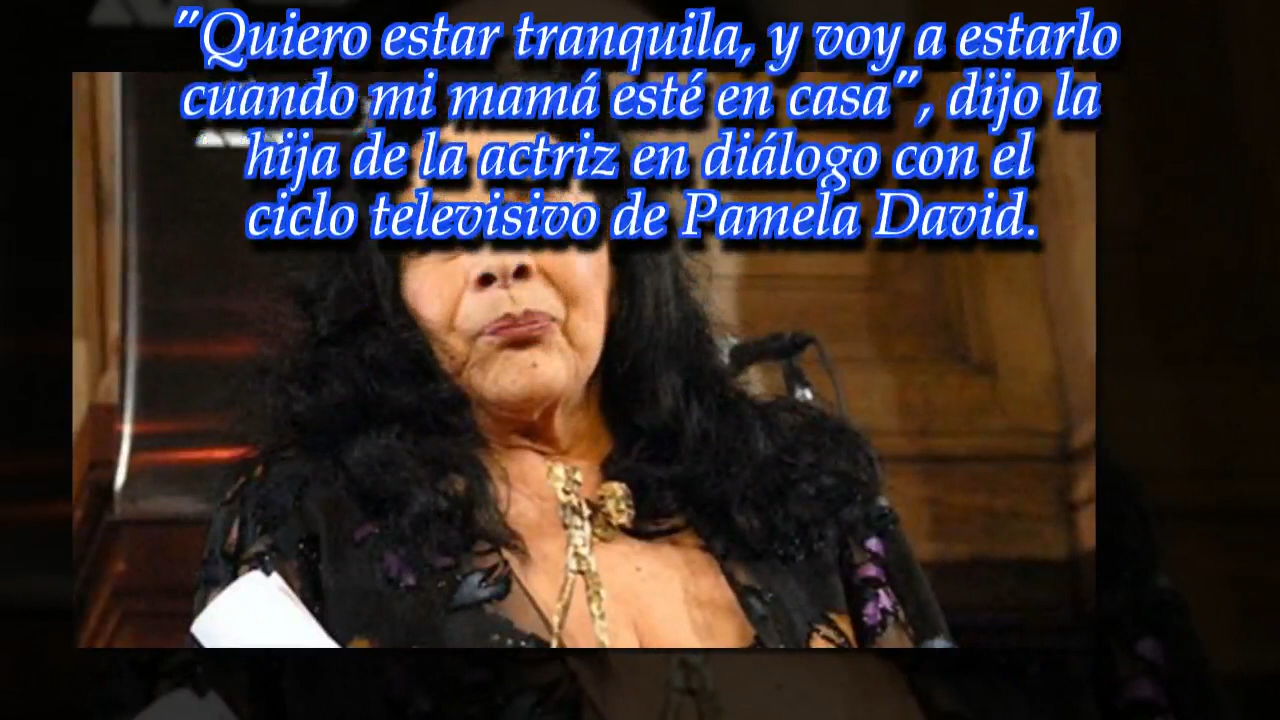 "Quiero estar tranquila, y voy a estarlo
cuando mi mamá esté en casa", dijo la
hija de la actriz en diálogo con el
ciclo televisivo de Pamela David.